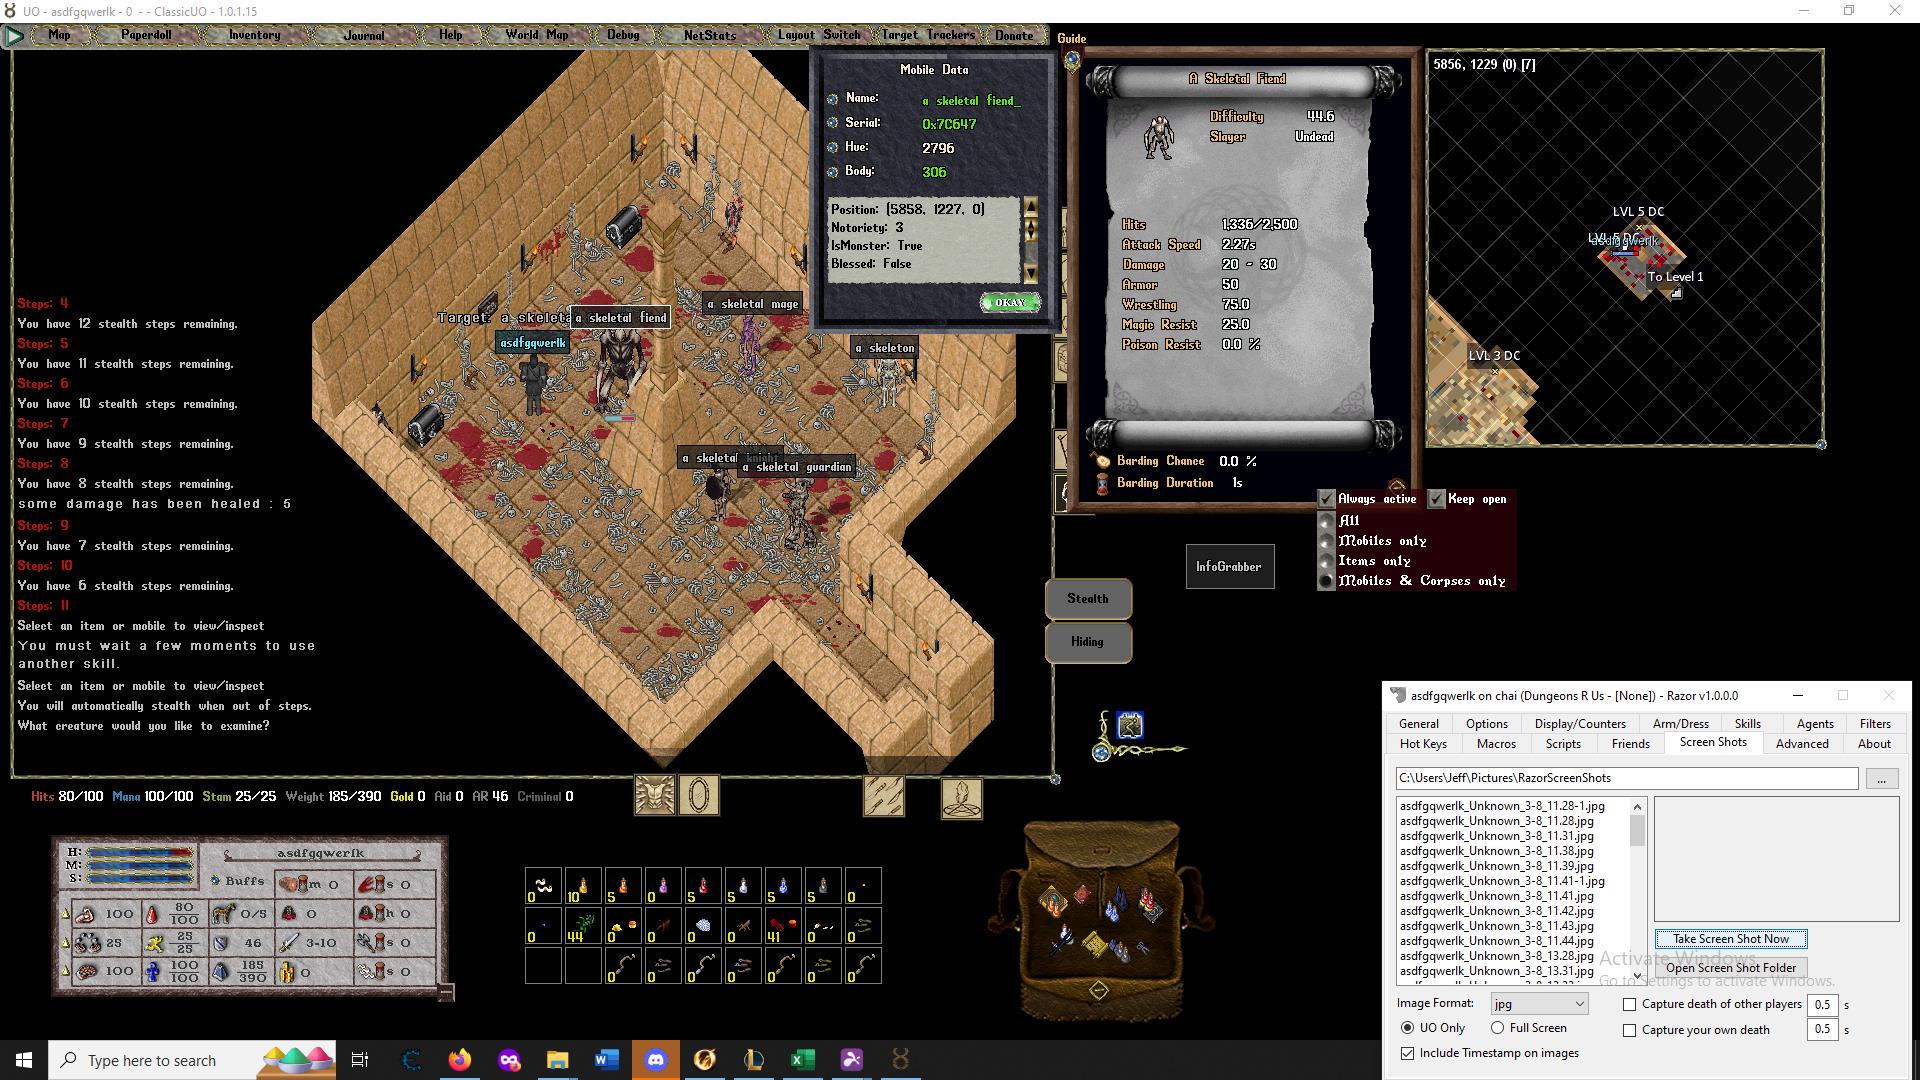 UO - asdfgqwerlk - 0 - - ClassicUO - 1.0.1.15
Map Paperdoll Inventory Journal Help World Map Debug NetStats Layout Switch Target Trackers Donate
Guide
Mobile Data
Name: a skeletal fiend_
Serial: 0x7C647
Hue: 2796
Body: 306
Position: (5858, 1227, 0)
Notoriety: 3
IsMonster: True
Blessed: False
OKAY
A Skeletal Fiend
Difficulty 44.6
Slayer Undead
Hits 1,336/2,500
Attack Speed 2.27s
Damage 20 - 30
Armor 50
Wrestling 75.0
Magic Resist 25.0
Poison Resist 0.0 %
Barding Chance 0.0 %
Barding Duration 1s
5856, 1229 (0) [7]
LVL 5 DC
LVL 5 DC
asdfgqwerlk
To Level 1
LVL 3 DC
Always active Keep open
All
Mobiles only
Items only
Mobiles & Corpses only
InfoGrabber
Stealth
Hiding
Target: a skeleta
a skeletal fiend
a skeletal mage
asdfgqwerlk
a skeleton
a skeletal knight
a skeletal guardian
Steps: 4
You have 12 stealth steps remaining.
Steps: 5
You have 11 stealth steps remaining.
Steps: 6
You have 10 stealth steps remaining.
Steps: 7
You have 9 stealth steps remaining.
Steps: 8
You have 8 stealth steps remaining.
some damage has been healed : 5
Steps: 9
You have 7 stealth steps remaining.
Steps: 10
You have 6 stealth steps remaining.
Steps: 11
Select an item or mobile to view/inspect
You must wait a few moments to use
another skill.
Select an item or mobile to view/inspect
You will automatically stealth when out of steps.
What creature would you like to examine?
Hits 80/100 Mana 100/100 Stam 25/25 Weight 185/390 Gold 0 Aid 0 AR 46 Criminal 0
H:
M:
S:
asdfgqwerlk
Buffs m 0 s 0
100 80/100 0/5 0 h 0
25 25/25 46 3-10 s 0
100 100/100 185/390 0 s 0
0 10 5 0 5 5 5 5 0
0 44 0 0 0 0 41 0 0
0 0 0 0 0 0 0
asdfgqwerlk on chai (Dungeons R Us - [None]) - Razor v1.0.0.0
General Options Display/Counters Arm/Dress Skills Agents Filters
Hot Keys Macros Scripts Friends Screen Shots Advanced About
C:\Users\Jeff\Pictures\RazorScreenShots ...
asdfgqwerlk_Unknown_3-8_11.28-1.jpg
asdfgqwerlk_Unknown_3-8_11.28.jpg
asdfgqwerlk_Unknown_3-8_11.31.jpg
asdfgqwerlk_Unknown_3-8_11.38.jpg
asdfgqwerlk_Unknown_3-8_11.39.jpg
asdfgqwerlk_Unknown_3-8_11.41-1.jpg
asdfgqwerlk_Unknown_3-8_11.41.jpg
asdfgqwerlk_Unknown_3-8_11.42.jpg
asdfgqwerlk_Unknown_3-8_11.43.jpg
asdfgqwerlk_Unknown_3-8_11.44.jpg
asdfgqwerlk_Unknown_3-8_13.28.jpg
asdfgqwerlk_Unknown_3-8_13.31.jpg
Take Screen Shot Now
Open Screen Shot Folder
Activate Windows
Go to Settings to activate Windows.
Image Format: jpg
UO Only Full Screen
Include Timestamp on images
Capture death of other players 0.5 s
Capture your own death 0.5 s
Type here to search